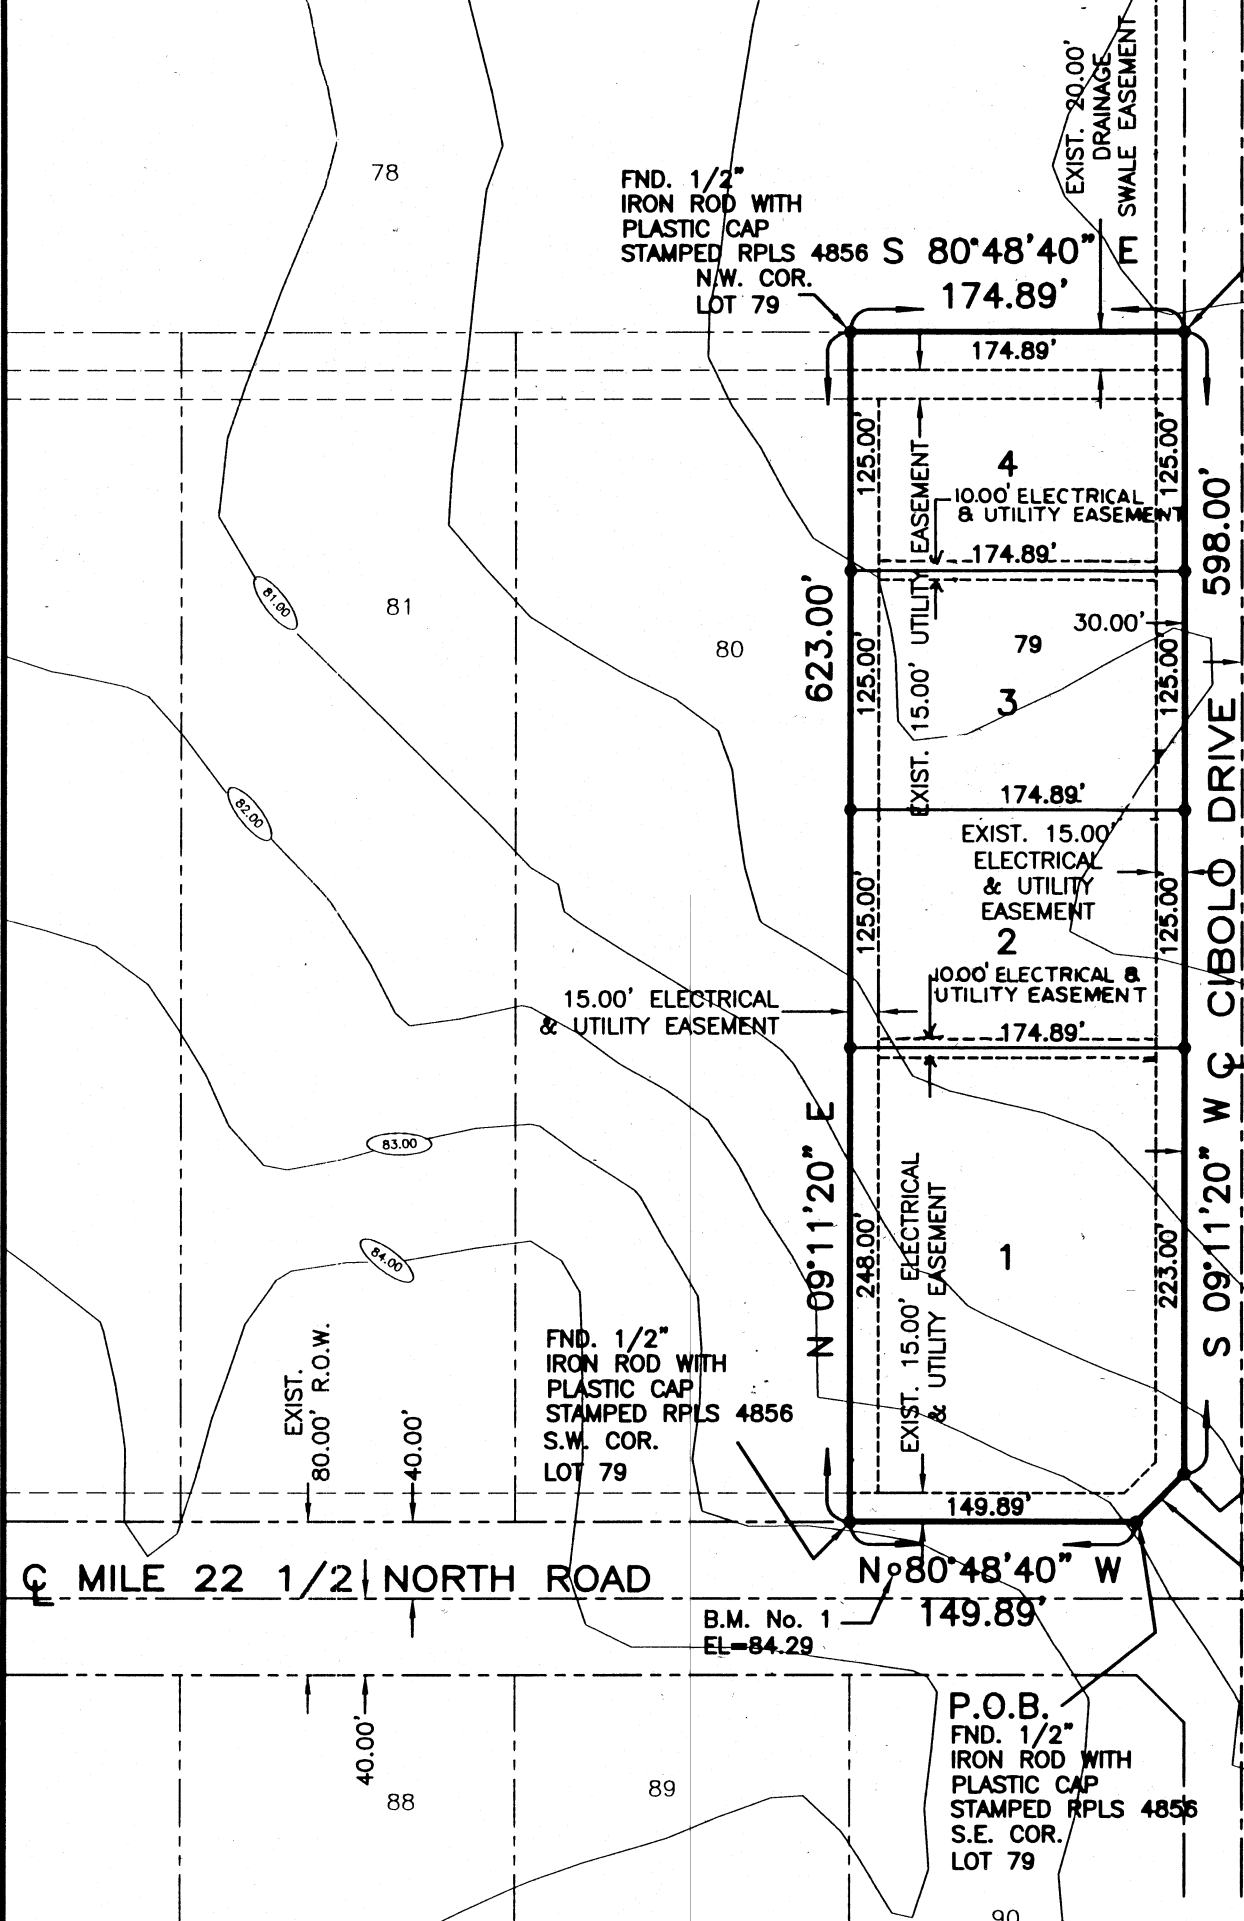 EXIST. 20.00'
DRAINAGE
SWALE EASEMENT
78
FND. 1/2"
IRON ROD WITH
PLASTIC CAP
STAMPED RPLS 4856
N.W. COR.
LOT 79
S 80°48'40" E
174.89'
174.89'
125.00'
125.00'
4
10.00' ELECTRICAL
& UTILITY EASEMENT
174.89'
EXIST. 15.00' UTILITY EASEMENT
598.00'
81.00
81
80
623.00'
30.00'
79
125.00'
125.00'
3
82.00
174.89'
EXIST. 15.00'
ELECTRICAL
& UTILITY
EASEMENT
125.00'
125.00'
2
10.00' ELECTRICAL &
UTILITY EASEMENT
15.00' ELECTRICAL
& UTILITY EASEMENT
174.89'
℄ CIBOLO DRIVE
83.00
N 09°11'20" E
S 09°11'20" W
84.00
EXIST. 15.00' ELECTRICAL
& UTILITY EASEMENT
248.00'
1
223.00'
EXIST.
80.00' R.O.W.
40.00'
FND. 1/2"
IRON ROD WITH
PLASTIC CAP
STAMPED RPLS 4856
S.W. COR.
LOT 79
149.89'
℄ MILE 22 1/2 NORTH ROAD
N 80°48'40" W
149.89'
B.M. No. 1
EL=84.29
40.00'
88
89
P.O.B.
FND. 1/2"
IRON ROD WITH
PLASTIC CAP
STAMPED RPLS 4856
S.E. COR.
LOT 79
90